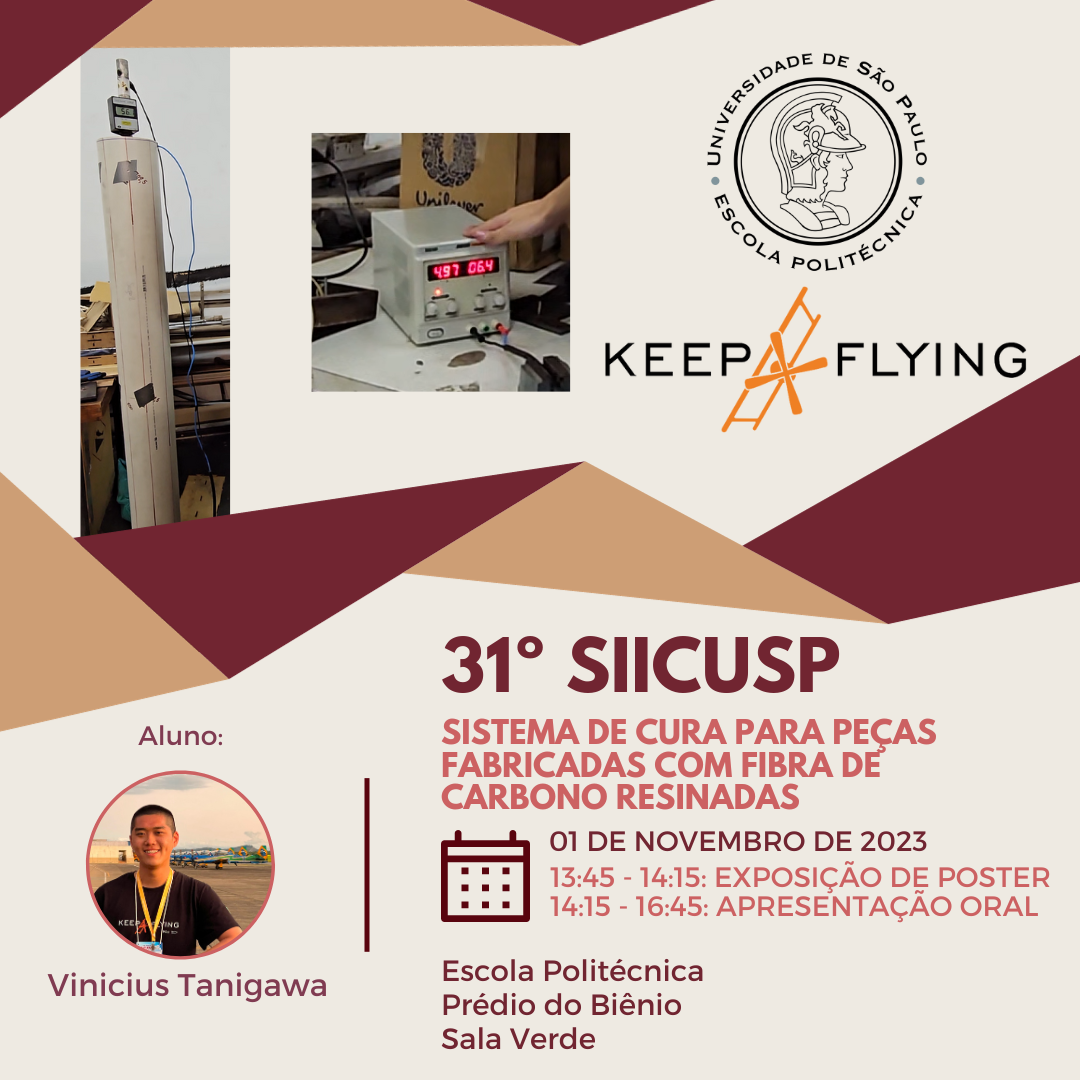 UNIVERSIDADE DE SÃO PAULO
ESCOLA POLITÉCNICA
Unilever
4.97 06.4
KEEP FLYING
31° SIICUSP
SISTEMA DE CURA PARA PEÇAS
FABRICADAS COM FIBRA DE
CARBONO RESINADAS
01 DE NOVEMBRO DE 2023
13:45 - 14:15: EXPOSIÇÃO DE POSTER
14:15 - 16:45: APRESENTAÇÃO ORAL
Escola Politécnica
Prédio do Biênio
Sala Verde
Aluno:
KEEP FLYING
Vinicius Tanigawa